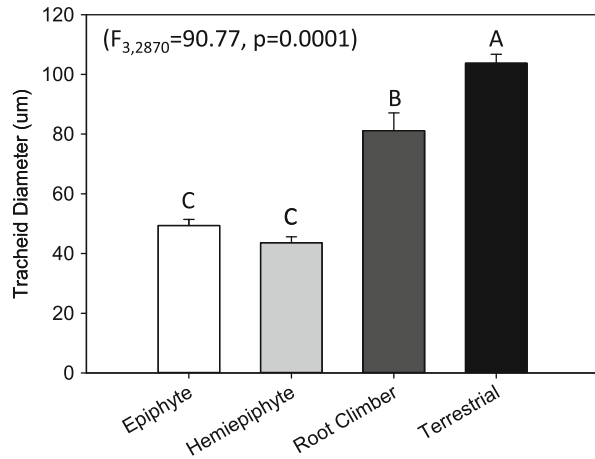 (F3,2870=90.77, p=0.0001)
Tracheid Diameter (um)
120
100
80
60
40
20
0
C
C
B
A
Epiphyte
Hemiepiphyte
Root Climber
Terrestrial